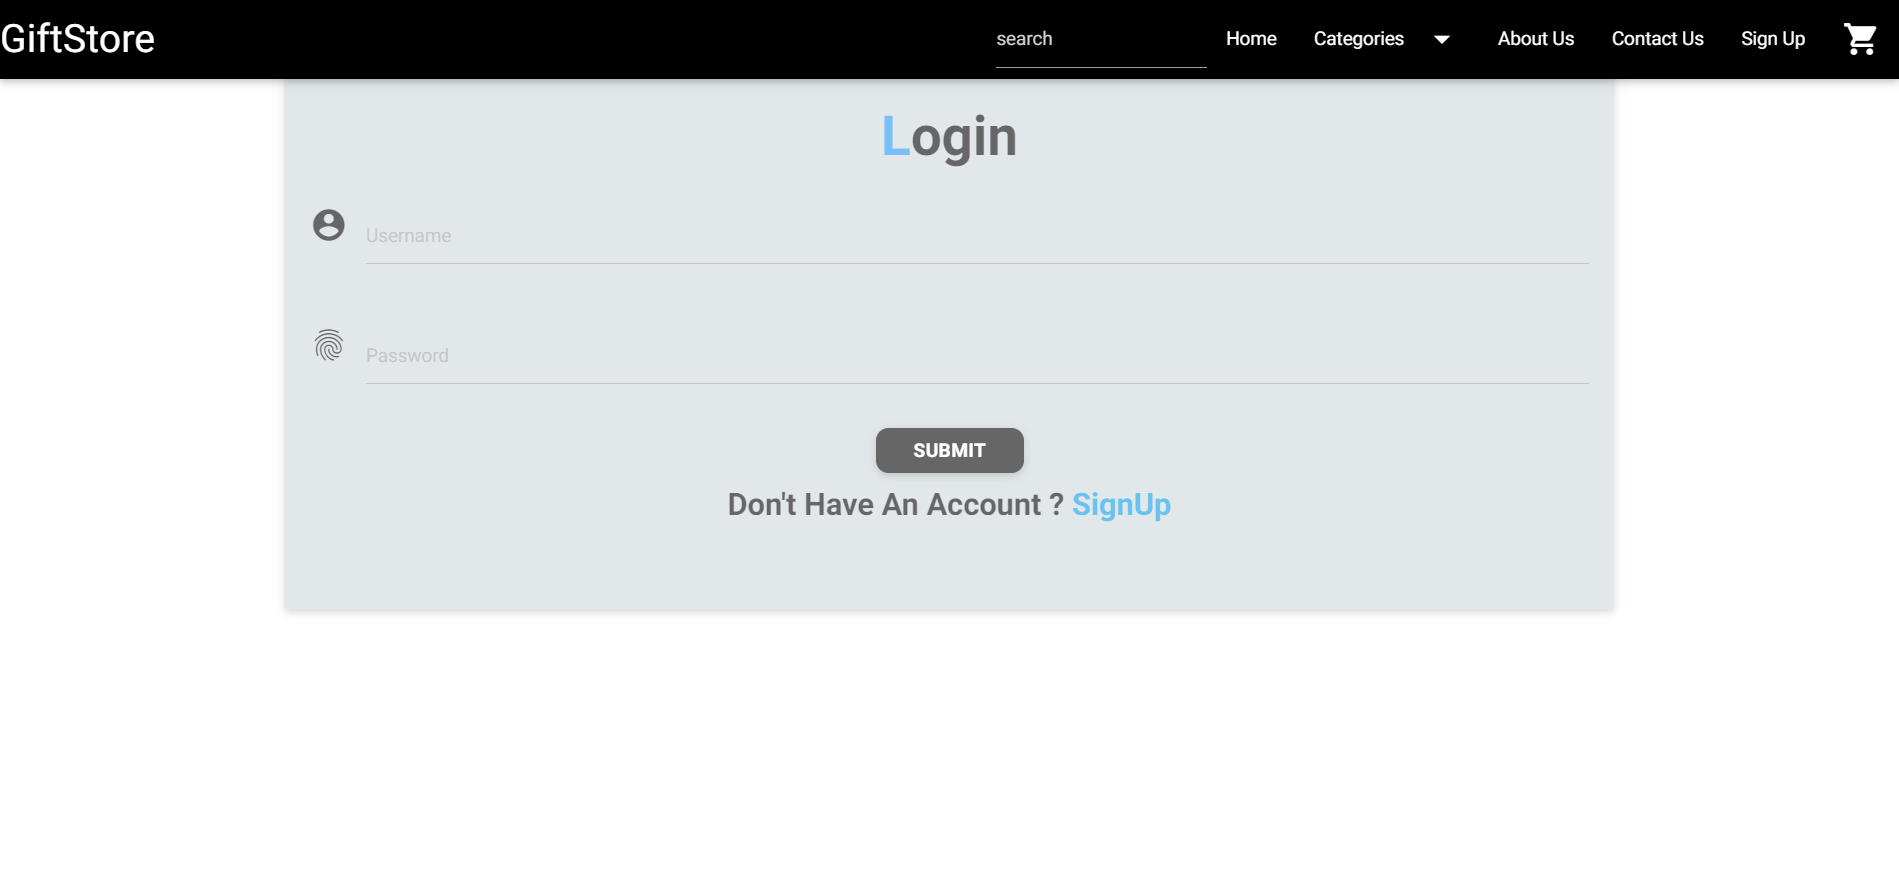 GiftStore search Home Categories About Us Contact Us Sign Up
Login
Username
Password
SUBMIT
Don't Have An Account ? SignUp